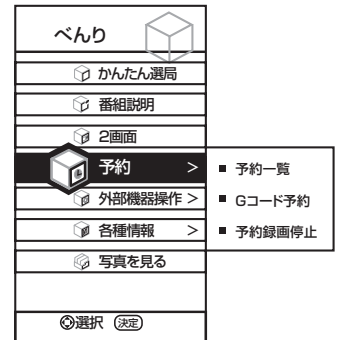 べんり
かんたん選局
番組説明
2画面
予約 >
外部機器操作 >
各種情報 >
写真を見る
選択 決定
■ 予約一覧
■ Gコード予約
■ 予約録画停止